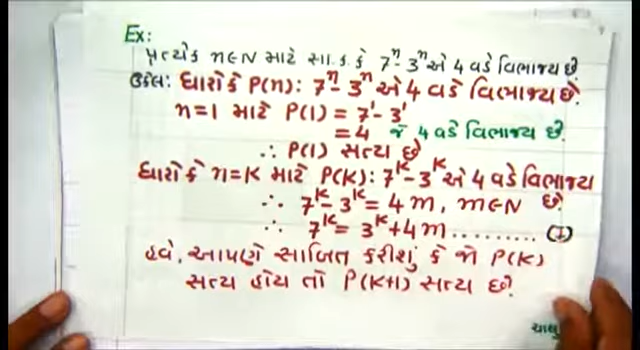 Ex:
પ્રત્યેક n∈N માટે સા.ક. કે 7ⁿ-3ⁿ એ 4 વડે વિભાજ્ય છે.
ઉકેલ: ધારોકે P(n): 7ⁿ-3ⁿ એ 4 વડે વિભાજ્ય છે.
n=1 માટે P(1) = 7¹-3¹
= 4 જે 4 વડે વિભાજ્ય છે.
∴ P(1) સત્ય છે
ધારોકે n=K માટે P(K): 7ᴷ-3ᴷ એ 4 વડે વિભાજ્ય
∴ 7ᴷ-3ᴷ = 4m, m∈N છે
∴ 7ᴷ = 3ᴷ+4m ......... (1)
હવે, આપણે સાબિત કરીશું કે જો P(K)
સત્ય હોય તો P(K+1) સત્ય છે.
ચાલુ